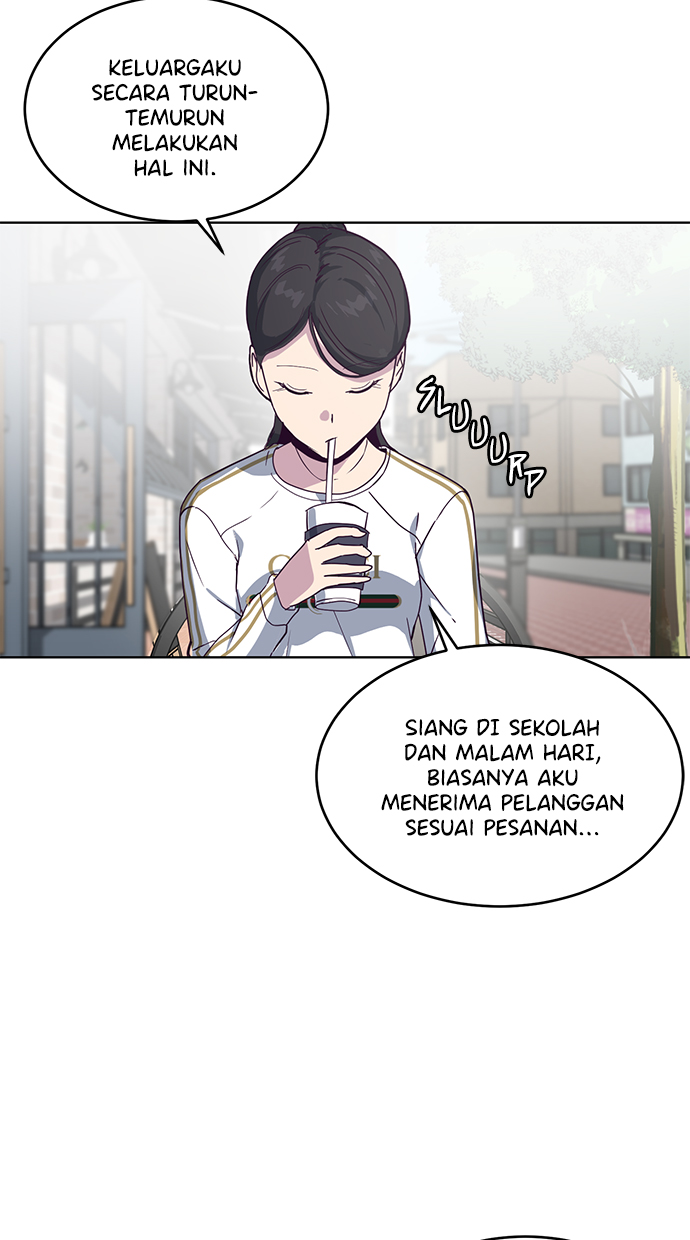 KELUARGAKU
SECARA TURUN-
TEMURUN
MELAKUKAN
HAL INI.
SLUUURP
SIANG DI SEKOLAH
DAN MALAM HARI,
BIASANYA AKU
MENERIMA PELANGGAN
SESUAI PESANAN...